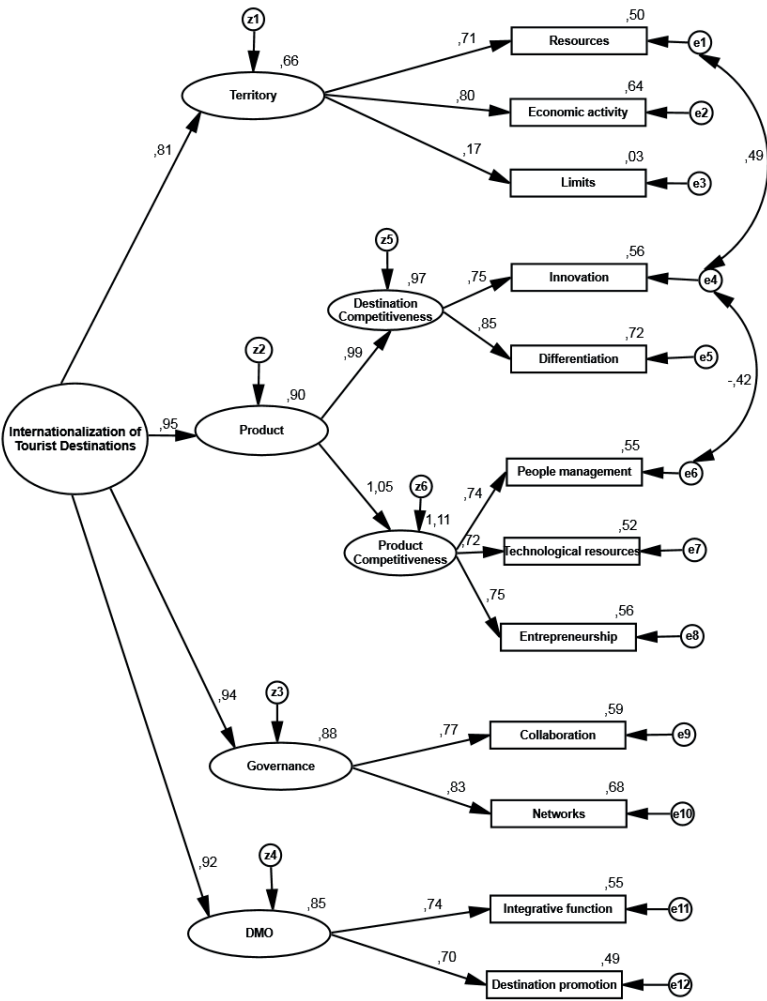 z1
,66
Territory
,71
,50
Resources
e1
,80
,64
Economic activity
e2
,17
,03
Limits
e3
,49
,81
z5
,97
Destination
Competitiveness
,75
,56
Innovation
e4
,85
,72
Differentiation
e5
-,42
z2
,90
Product
,99
,95
Internationalization of
Tourist Destinations
1,05
z6
1,11
Product
Competitiveness
,74
,55
People management
e6
,72
,52
Technological resources
e7
,75
,56
Entrepreneurship
e8
,94
z3
,88
Governance
,77
,59
Collaboration
e9
,83
,68
Networks
e10
,92
z4
,85
DMO
,74
,55
Integrative function
e11
,70
,49
Destination promotion
e12